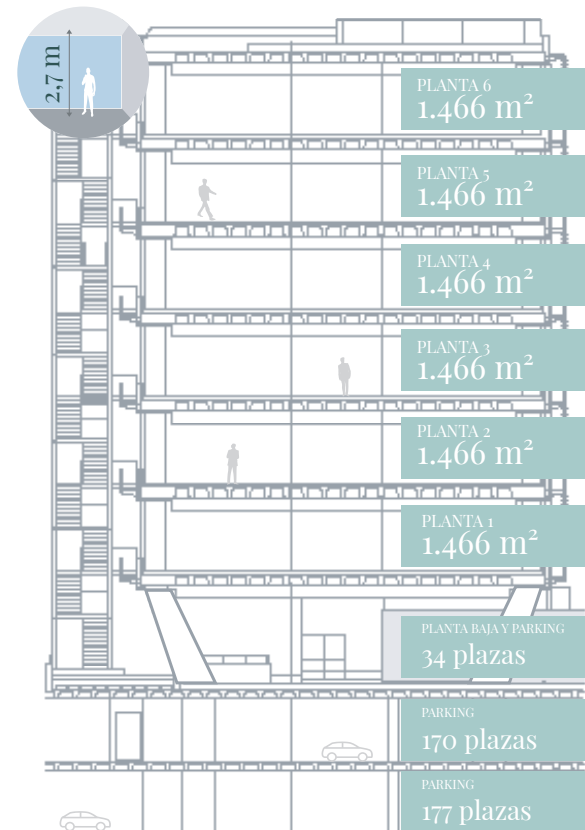 2,7 m
PLANTA 6
1.466 m²
PLANTA 5
1.466 m²
PLANTA 4
1.466 m²
PLANTA 3
1.466 m²
PLANTA 2
1.466 m²
PLANTA 1
1.466 m²
PLANTA BAJA Y PARKING
34 plazas
PARKING
170 plazas
PARKING
177 plazas